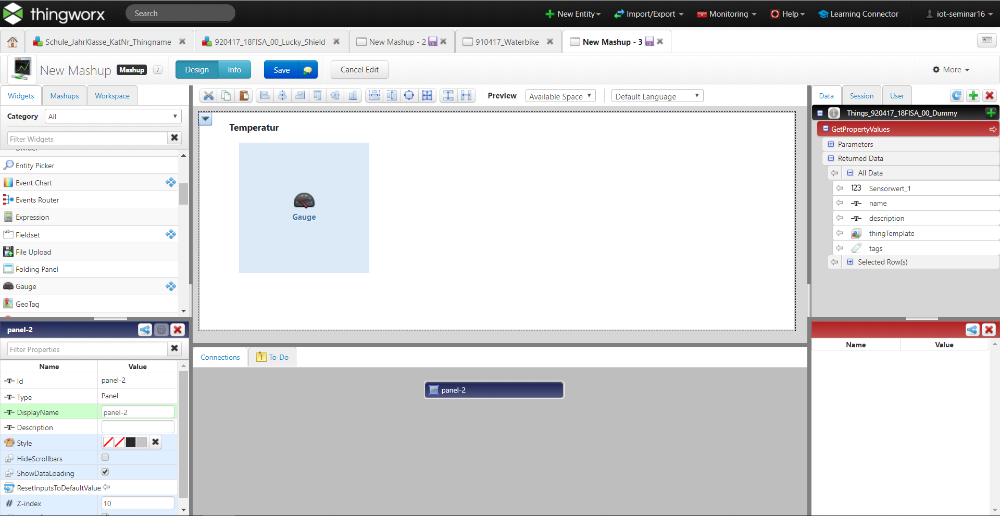 thingworx
Search
New Entity
Import/Export
Monitoring
Help
Learning Connector
iot-seminar16
Schule_JahrKlasse_KatNr_Thingname
920417_18FISA_00_Lucky_Shield
New Mashup - 2
910417_Waterbike
New Mashup - 3
New Mashup
Mashup
?
Design
Info
Save
Cancel Edit
More
Widgets
Mashups
Workspace
Category
All
Filter Widgets
Divider
Entity Picker
Event Chart
Events Router
Expression
Fieldset
File Upload
Folding Panel
Gauge
GeoTag
Preview
Available Space
Default Language
Temperatur
Gauge
Data
Session
User
Things_920417_18FISA_00_Dummy
GetPropertyValues
Parameters
Returned Data
All Data
123 Sensorwert_1
T name
T description
thingTemplate
tags
Selected Row(s)
panel-2
Filter Properties
Name Value
T Id panel-2
T Type Panel
T DisplayName panel-2
T Description
Style
HideScrollbars
ShowDataLoading
ResetInputsToDefaultValue
# Z-index 10
Connections
1 To-Do
panel-2
Name Value